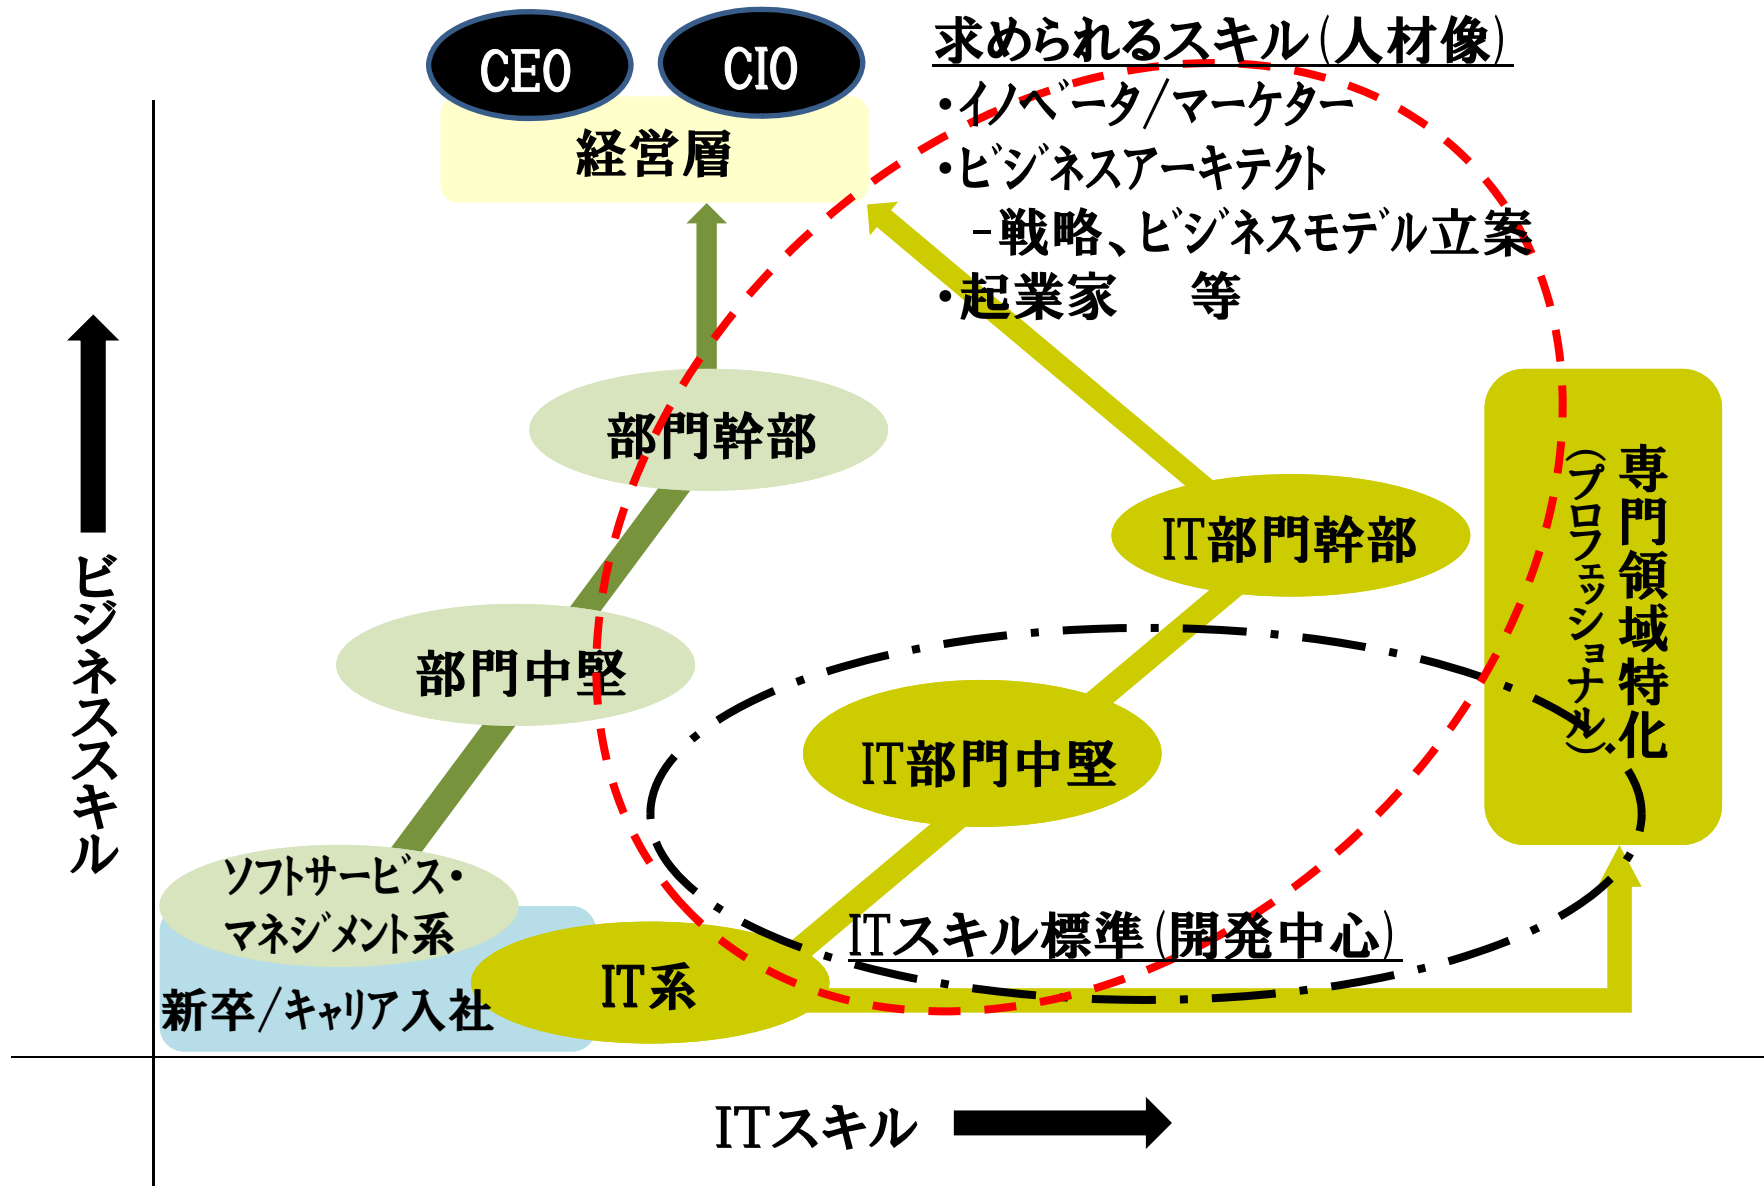 CEO
CIO
経営層
求められるスキル(人材像)
・イノベータ/マーケター
・ビジネスアーキテクト
－戦略、ビジネスモデル立案
・起業家　等
部門幹部
IT部門幹部
専門領域特化
(プロフェッショナル)
部門中堅
IT部門中堅
ソフトサービス・
マネジメント系
ITスキル標準(開発中心)
IT系
新卒/キャリア入社
ビジネススキル
ITスキル